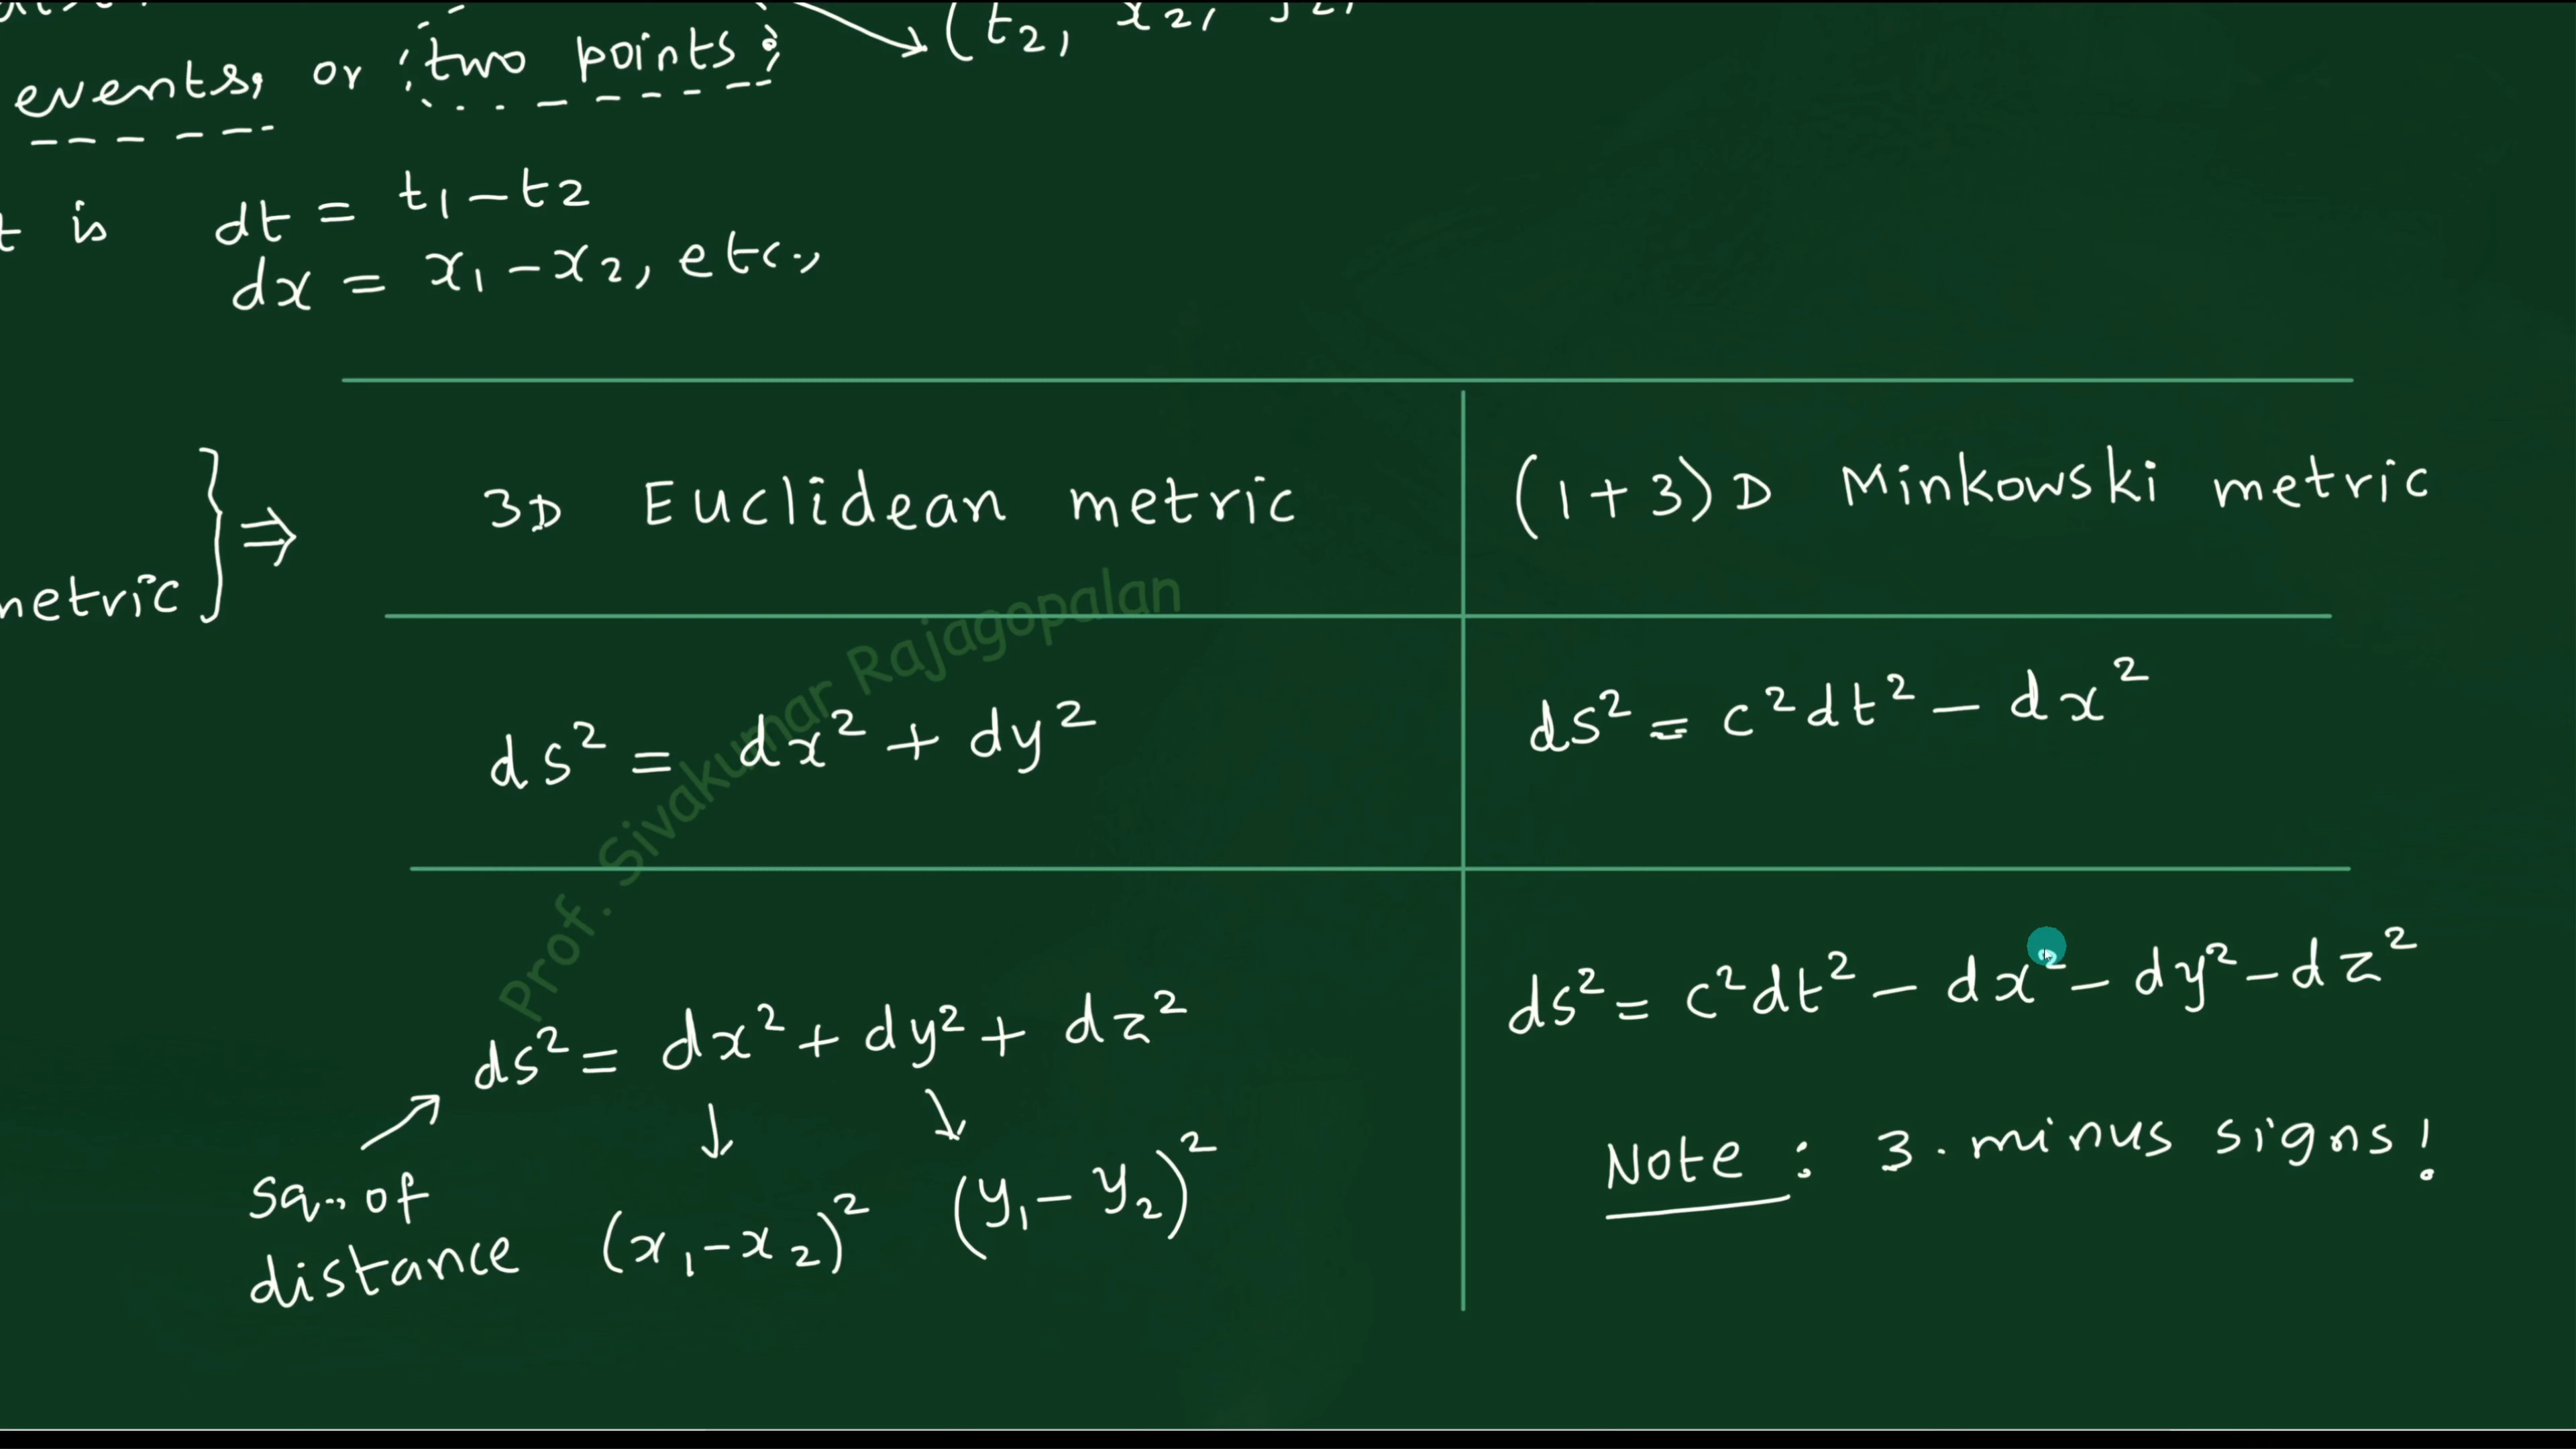 (t2, x2,
events, or two points;
t is dt = t1 - t2
dx = x1 - x2, etc.,
metric } ⇒
3D Euclidean metric
(1+3)D Minkowski metric
ds² = dx² + dy²
ds² = c²dt² - dx²
ds² = dx² + dy² + dz²
ds² = c²dt² - dx² - dy² - dz²
sq., of
distance (x1-x2)² (y1-y2)²
Note : 3 minus signs!
Prof. Sivakumar Rajagopalan